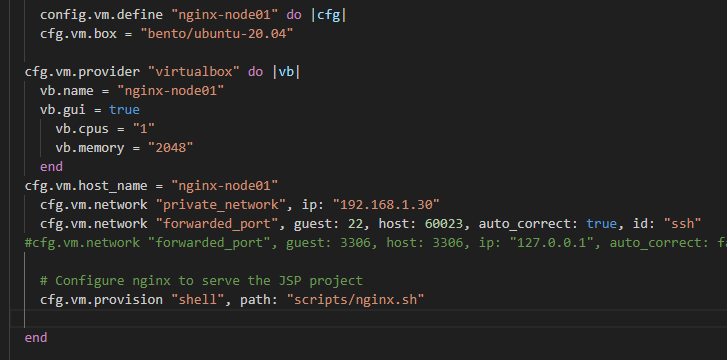 config.vm.define "nginx-node01" do |cfg|
cfg.vm.box = "bento/ubuntu-20.04"
cfg.vm.provider "virtualbox" do |vb|
vb.name = "nginx-node01"
vb.gui = true
vb.cpus = "1"
vb.memory = "2048"
end
cfg.vm.host_name = "nginx-node01"
cfg.vm.network "private_network", ip: "192.168.1.30"
cfg.vm.network "forwarded_port", guest: 22, host: 60023, auto_correct: true, id: "ssh"
#cfg.vm.network "forwarded_port", guest: 3306, host: 3306, ip: "127.0.0.1", auto_correct: fa
# Configure nginx to serve the JSP project
cfg.vm.provision "shell", path: "scripts/nginx.sh"
end